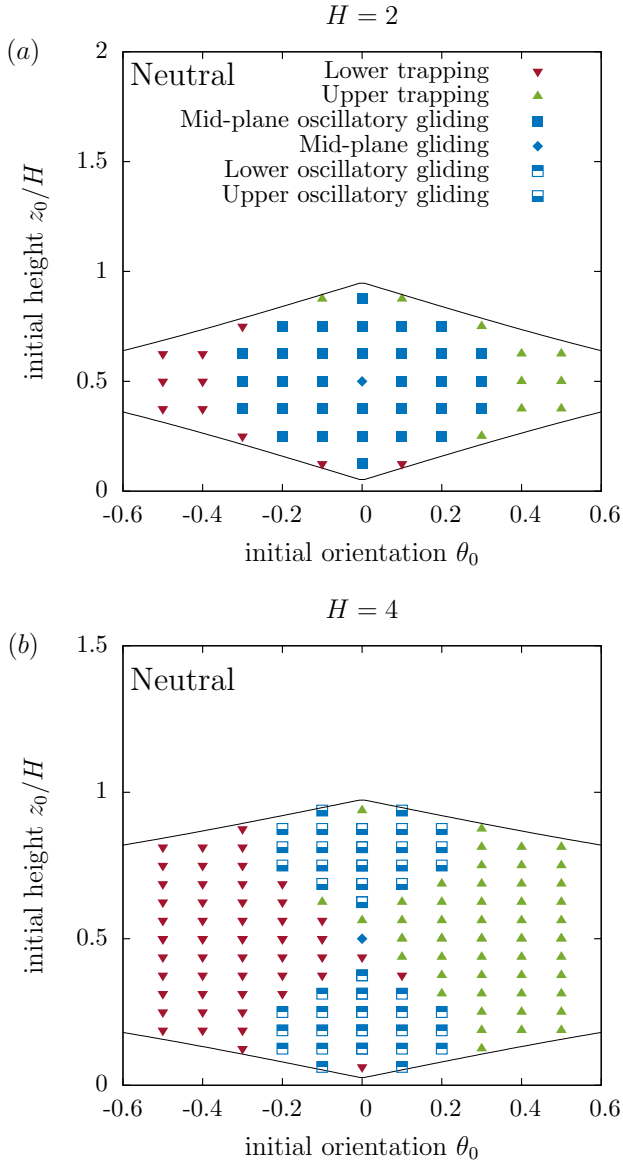 H = 2
(a)
2
Neutral
Lower trapping
Upper trapping
Mid-plane oscillatory gliding
Mid-plane gliding
Lower oscillatory gliding
Upper oscillatory gliding
1.5
1
0.5
0
initial height z₀/H
-0.6 -0.4 -0.2 0 0.2 0.4 0.6
initial orientation θ₀
H = 4
(b)
1.5
Neutral
1
0.5
0
initial height z₀/H
-0.6 -0.4 -0.2 0 0.2 0.4 0.6
initial orientation θ₀